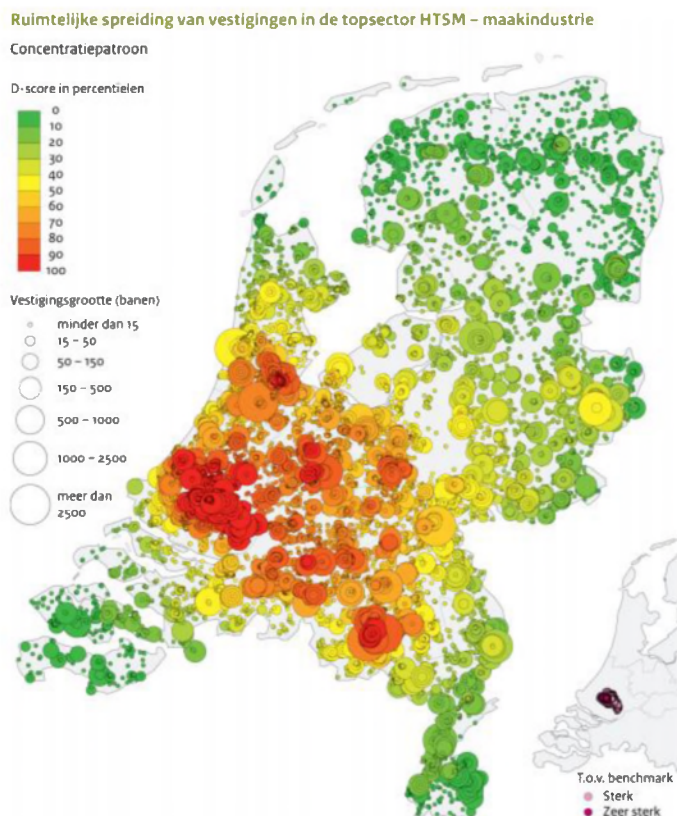 Ruimtelijke spreiding van vestigingen in de topsector HTSM – maakindustrie
Concentratiepatroon
D-score in percentielen
0
10
20
30
40
50
60
70
80
90
100
Vestigingsgrootte (banen)
minder dan 15
15 – 50
50 – 150
150 – 500
500 – 1000
1000 – 2500
meer dan
2500
T.o.v. benchmark
Sterk
Zeer sterk